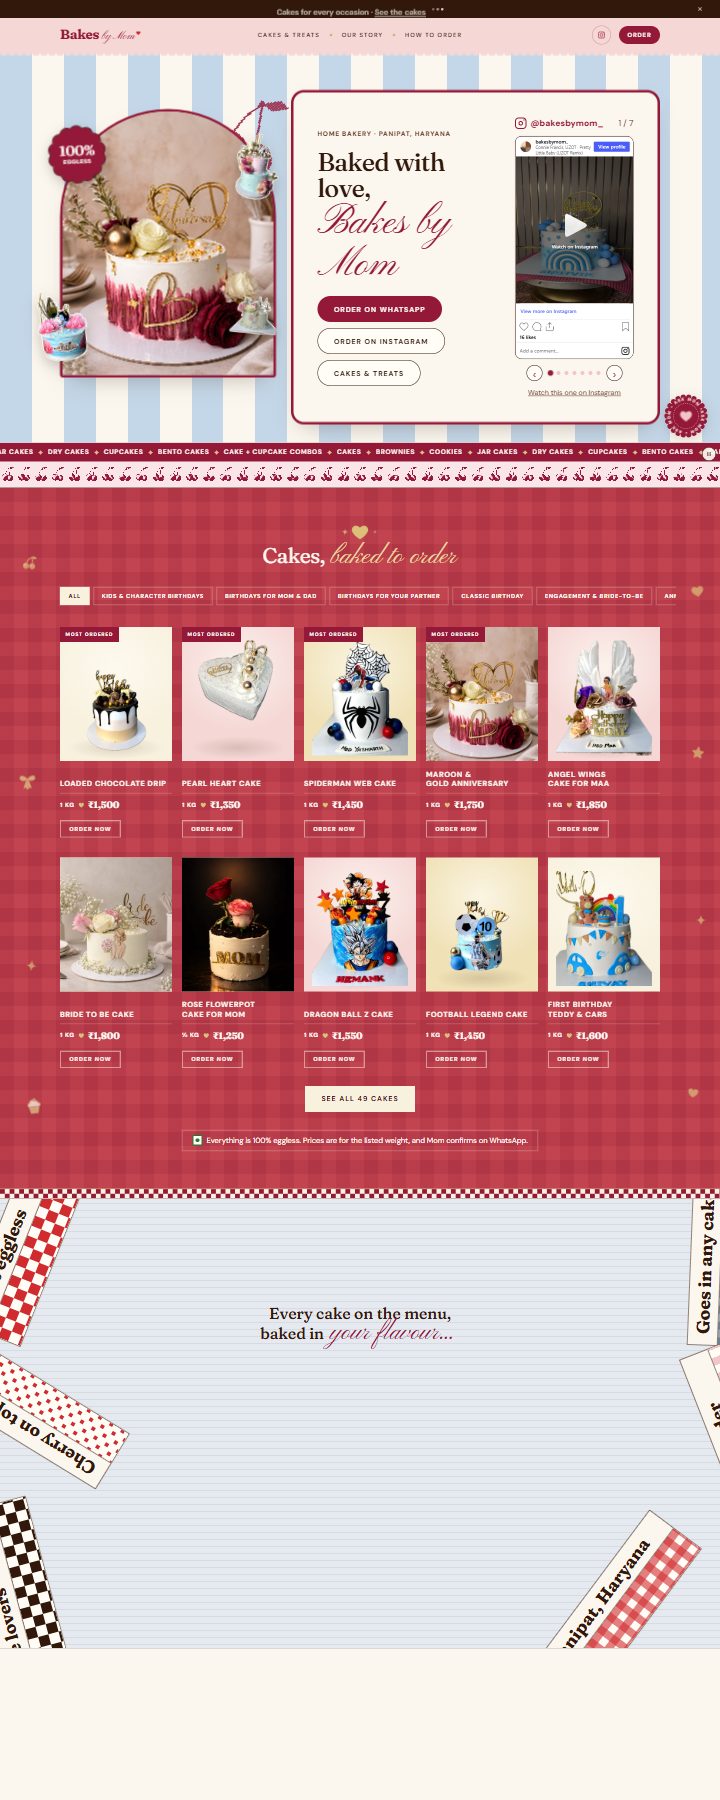 Cakes for every occasion · See the cakes
Bakes by Mom
CAKES & TREATS
OUR STORY
HOW TO ORDER
ORDER
100%
EGGLESS
HOME BAKERY · PANIPAT, HARYANA
Baked with
love,
Bakes by
Mom
ORDER ON WHATSAPP
ORDER ON INSTAGRAM
CAKES & TREATS
@bakesbymom_ 1 / 7
bakesbymom_
View profile
Watch on Instagram
View more on Instagram
16 likes
Add a comment...
Watch this one on Instagram
AR CAKES DRY CAKES CUPCAKES BENTO CAKES CAKE + CUPCAKE COMBOS CAKES BROWNIES COOKIES JAR CAKES DRY CAKES CUPCAKES BENTO CAKES
Cakes, baked to order
ALL
KIDS & CHARACTER BIRTHDAYS
BIRTHDAYS FOR MOM & DAD
BIRTHDAYS FOR YOUR PARTNER
CLASSIC BIRTHDAY
ENGAGEMENT & BRIDE-TO-BE
MOST ORDERED
MOST ORDERED
MOST ORDERED
MOST ORDERED
LOADED CHOCOLATE DRIP
1 KG ₹1,500
ORDER NOW
PEARL HEART CAKE
1 KG ₹1,350
ORDER NOW
SPIDERMAN WEB CAKE
1 KG ₹1,450
ORDER NOW
MAROON &
GOLD ANNIVERSARY
1 KG ₹1,750
ORDER NOW
ANGEL WINGS
CAKE FOR MAA
1 KG ₹1,850
ORDER NOW
MOM
BRIDE TO BE CAKE
1 KG ₹1,800
ORDER NOW
ROSE FLOWERPOT
CAKE FOR MOM
½ KG ₹1,250
ORDER NOW
DRAGON BALL Z CAKE
1 KG ₹1,550
ORDER NOW
FOOTBALL LEGEND CAKE
1 KG ₹1,450
ORDER NOW
FIRST BIRTHDAY
TEDDY & CARS
1 KG ₹1,600
ORDER NOW
SEE ALL 49 CAKES
Everything is 100% eggless. Prices are for the listed weight, and Mom confirms on WhatsApp.
eggless
Goes in any cak
Every cake on the menu,
baked in your flavour...
Cherry on top
lovers
nipat, Haryana